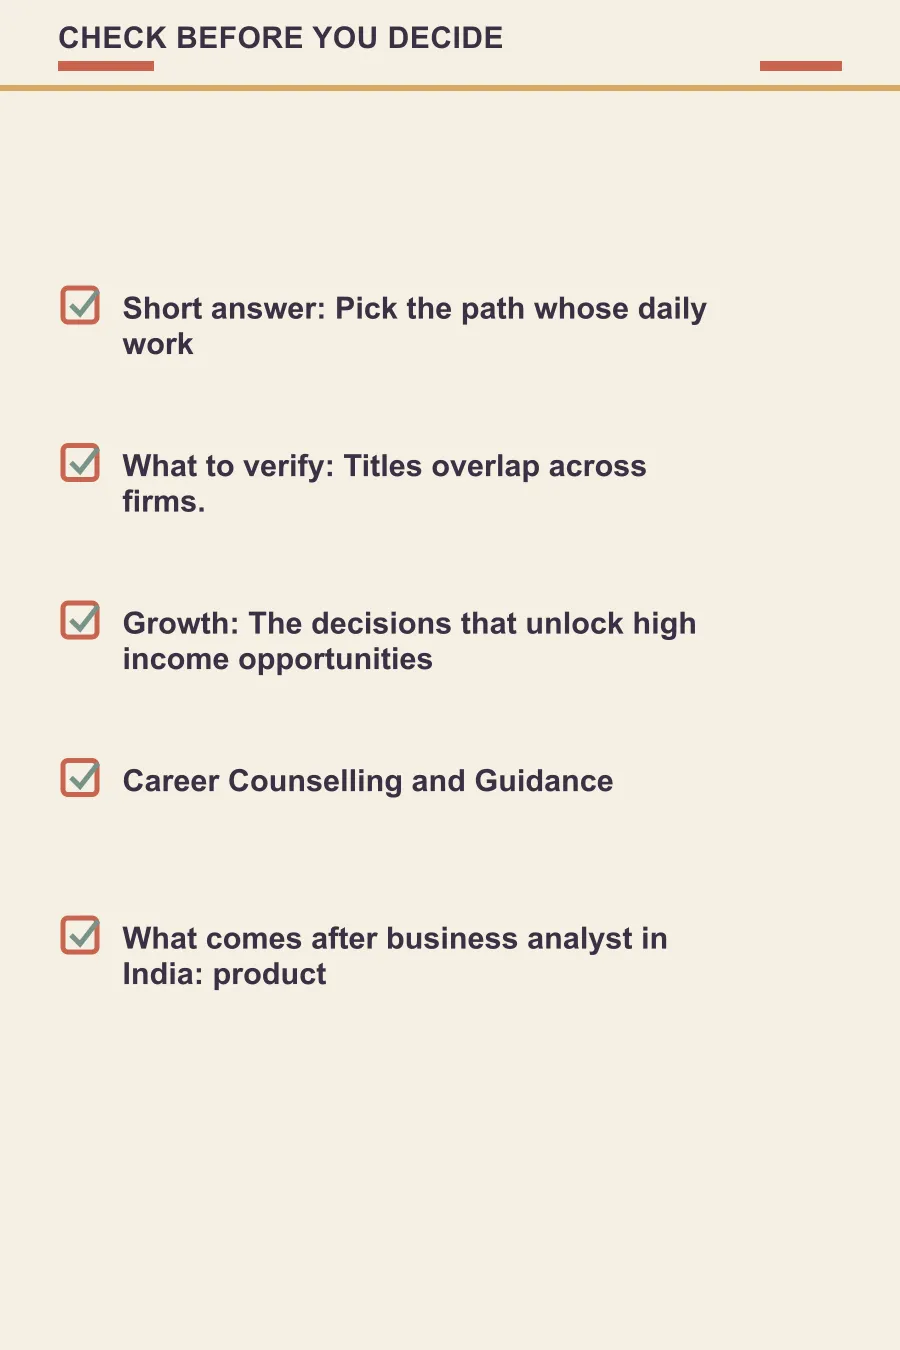 CHECK BEFORE YOU DECIDE
Short answer: Pick the path whose daily
work
What to verify: Titles overlap across
firms.
Growth: The decisions that unlock high
income opportunities
Career Counselling and Guidance
What comes after business analyst in
India: product